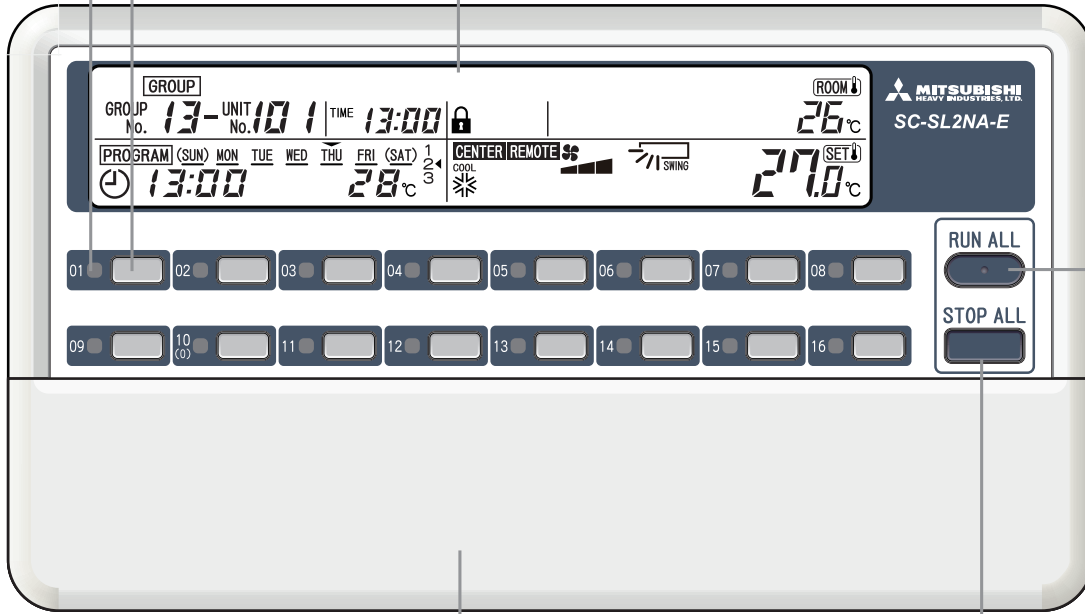 GROUP
GROUP No. 13-UNIT No. 101 TIME 13:00
ROOM
26°C
PROGRAM (SUN) MON TUE WED THU FRI (SAT) 1 2 3
13:00 28°C
CENTER REMOTE
COOL
SWING
SET
27.0°C
MITSUBISHI
HEAVY INDUSTRIES, LTD.
SC-SL2NA-E
01 02 03 04 05 06 07 08
09 10 (0) 11 12 13 14 15 16
RUN ALL
STOP ALL